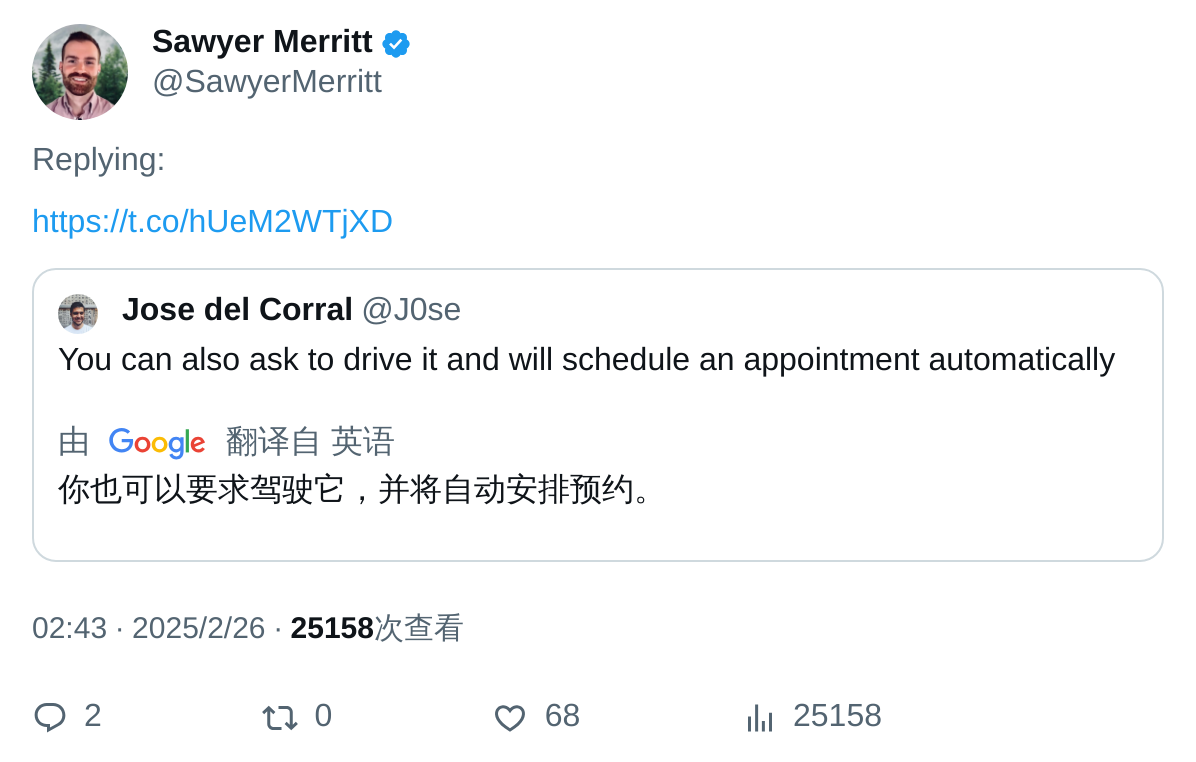 Sawyer Merritt
@SawyerMerritt
Replying:
https://t.co/hUeM2WTjXD
Jose del Corral @J0se
You can also ask to drive it and will schedule an appointment automatically
由 Google 翻译自 英语
你也可以要求驾驶它，并将自动安排预约。
02:43 · 2025/2/26 · 25158次查看
2 0 68 25158